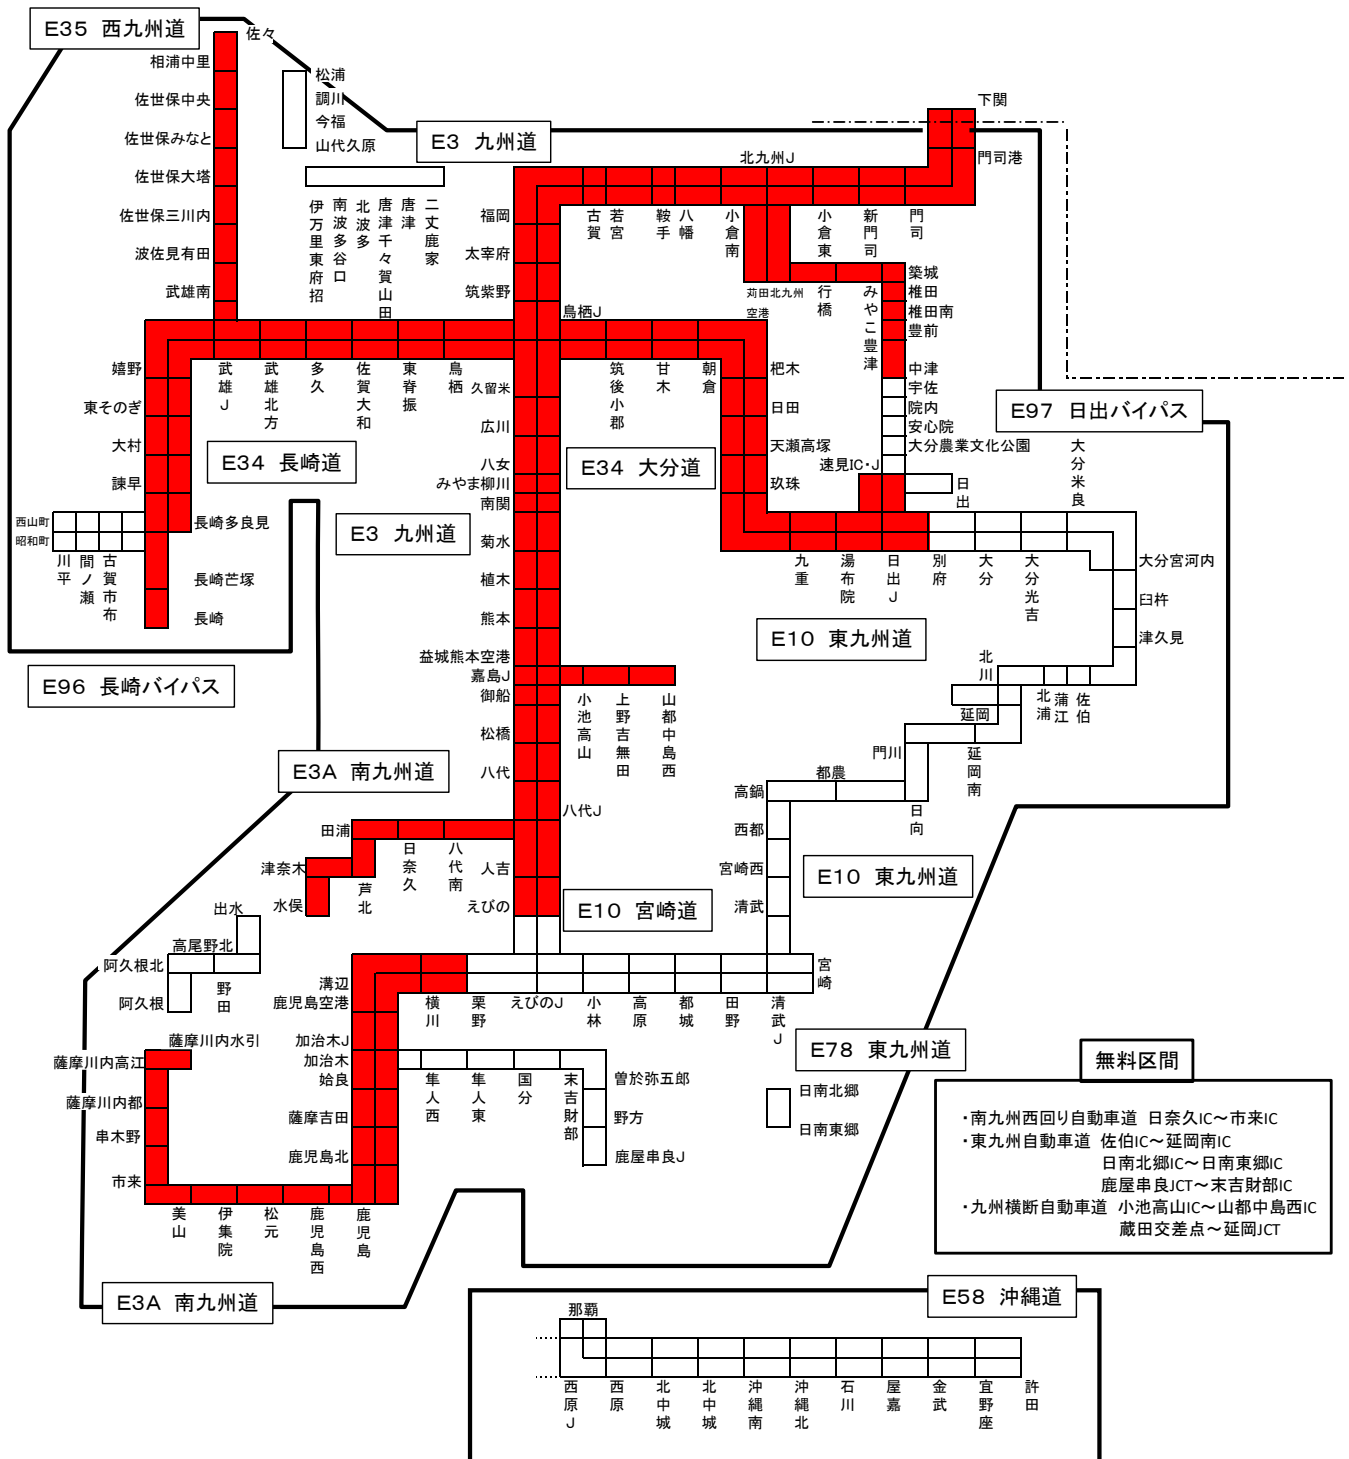 E35 西九州道
佐々
相浦中里
佐世保中央
佐世保みなと
佐世保大塔
佐世保三川内
波佐見有田
武雄南
松浦
調川
今福
山代久原
E3 九州道
下関
門司港
北九州J
伊万里東府招
南波多谷口
北波多
唐津千々賀山田
唐津
二丈鹿家
福岡
太宰府
筑紫野
鳥栖J
古賀
若宮
鞍手
八幡
小倉南
小倉東
新門司
門司
苅田北九州
空港
行橋
みやこ豊津
築城
椎田
椎田南
豊前
中津
宇佐
院内
安心院
大分農業文化公園
速見IC・J
日出
E97 日出バイパス
嬉野
東そのぎ
大村
諫早
武雄J
武雄北方
多久
佐賀大和
東脊振
鳥栖
久留米
広川
八女
みやま柳川
南関
菊水
植木
熊本
益城熊本空港
嘉島J
御船
松橋
八代
筑後小郡
甘木
朝倉
杷木
日田
天瀬高塚
玖珠
E34 長崎道
E34 大分道
E3 九州道
西山町
昭和町
川平
間ノ瀬
古賀市布
長崎多良見
長崎芒塚
長崎
E96 長崎バイパス
九重
湯布院
日出J
別府
大分
大分光吉
大分米良
大分宮河内
臼杵
津久見
E10 東九州道
北川
北浦
蒲江
佐伯
延岡
延岡南
門川
日向
都農
高鍋
西都
宮崎西
清武
E10 東九州道
小池高山
上野吉無田
山都中島西
E3A 南九州道
八代J
田浦
津奈木
水俣
芦北
日奈久
八代南
人吉
えびの
E10 宮崎道
出水
高尾野北
阿久根北
阿久根
野田
溝辺
鹿児島空港
加治木J
加治木
姶良
薩摩吉田
鹿児島北
横川
栗野
えびのJ
小林
高原
都城
田野
清武J
宮崎
E78 東九州道
薩摩川内水引
薩摩川内高江
薩摩川内都
串木野
市来
隼人西
隼人東
国分
末吉財部
曽於弥五郎
野方
鹿屋串良J
日南北郷
日南東郷
美山
伊集院
松元
鹿児島西
鹿児島
E3A 南九州道
無料区間
・南九州西回り自動車道 日奈久IC～市来IC
・東九州自動車道 佐伯IC～延岡南IC
日南北郷IC～日南東郷IC
鹿屋串良JCT～末吉財部IC
・九州横断自動車道 小池高山IC～山都中島西IC
蔵田交差点～延岡JCT
E58 沖縄道
那覇
西原J
西原
北中城
北中城
沖縄南
沖縄北
石川
屋嘉
金武
宜野座
許田